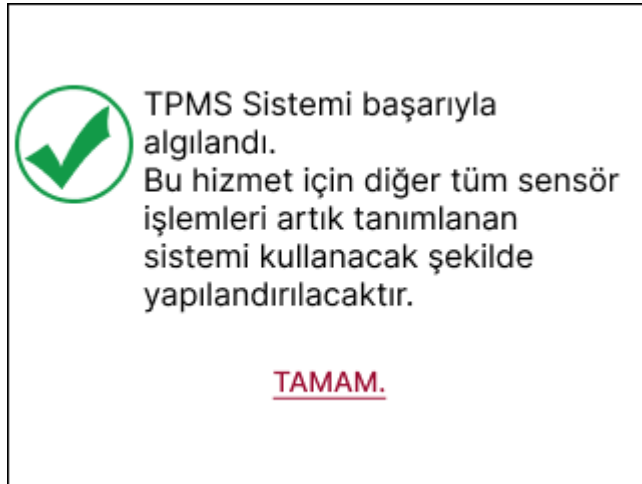 TPMS Sistemi başarıyla
algılandı.
Bu hizmet için diğer tüm sensör
işlemleri artık tanımlanan
sistemi kullanacak şekilde
yapılandırılacaktır.
TAMAM.